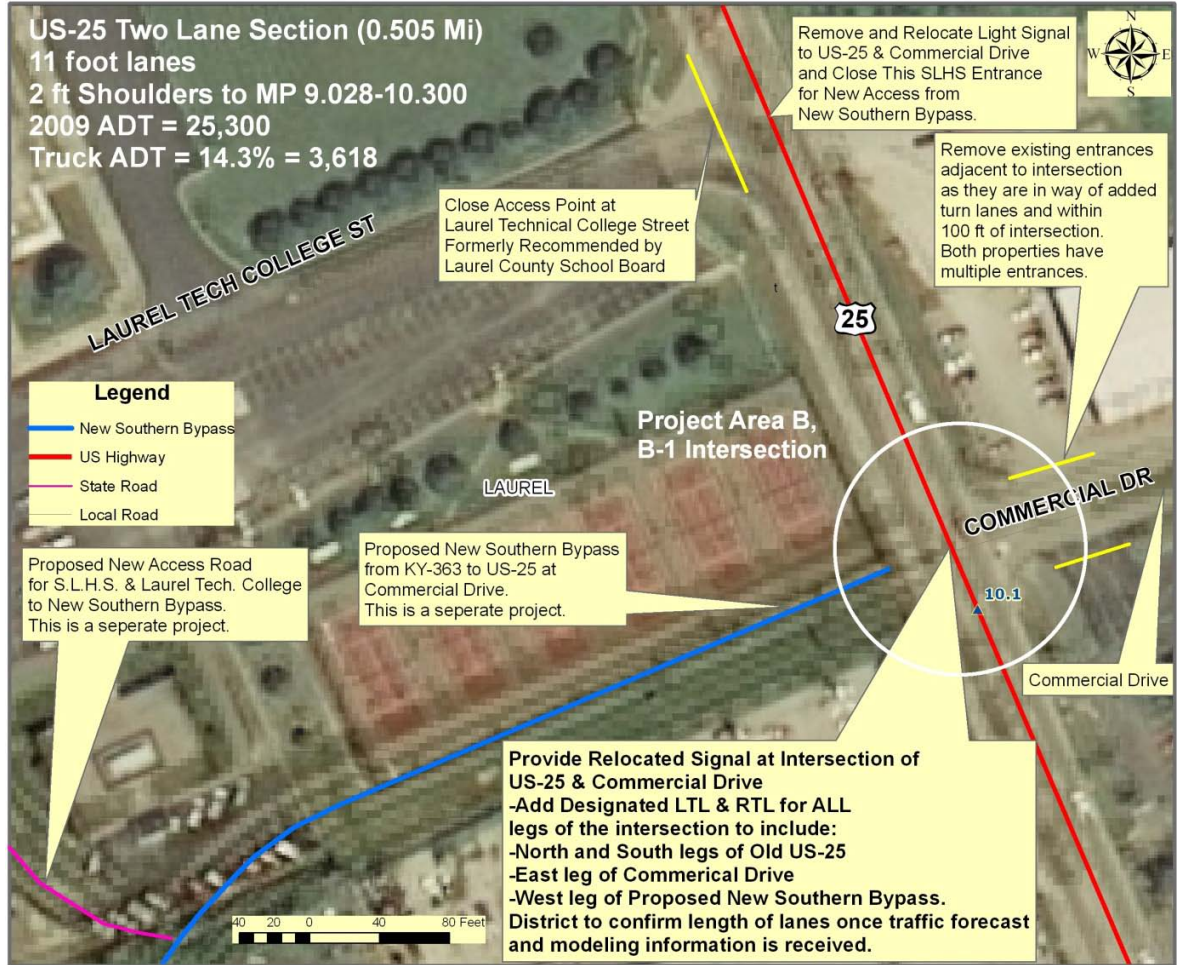 US-25 Two Lane Section (0.505 Mi)
11 foot lanes
2 ft Shoulders to MP 9.028-10.300
2009 ADT = 25,300
Truck ADT = 14.3% = 3,618
Remove and Relocate Light Signal
to US-25 & Commercial Drive
and Close This SLHS Entrance
for New Access from
New Southern Bypass.
N
W
E
S
Remove existing entrances
adjacent to intersection
as they are in way of added
turn lanes and within
100 ft of intersection.
Both properties have
multiple entrances.
Close Access Point at
Laurel Technical College Street
Formerly Recommended by
Laurel County School Board
t
LAUREL TECH COLLEGE ST
25
Legend
New Southern Bypass
US Highway
State Road
Local Road
Project Area B,
B-1 Intersection
LAUREL
COMMERCIAL DR
10.1
Proposed New Access Road
for S.L.H.S. & Laurel Tech. College
to New Southern Bypass.
This is a seperate project.
Proposed New Southern Bypass
from KY-363 to US-25 at
Commercial Drive.
This is a seperate project.
Commercial Drive
Provide Relocated Signal at Intersection of
US-25 & Commercial Drive
-Add Designated LTL & RTL for ALL
legs of the intersection to include:
-North and South legs of Old US-25
-East leg of Commerical Drive
-West leg of Proposed New Southern Bypass.
District to confirm length of lanes once traffic forecast
and modeling information is received.
40 20 0 40 80 Feet